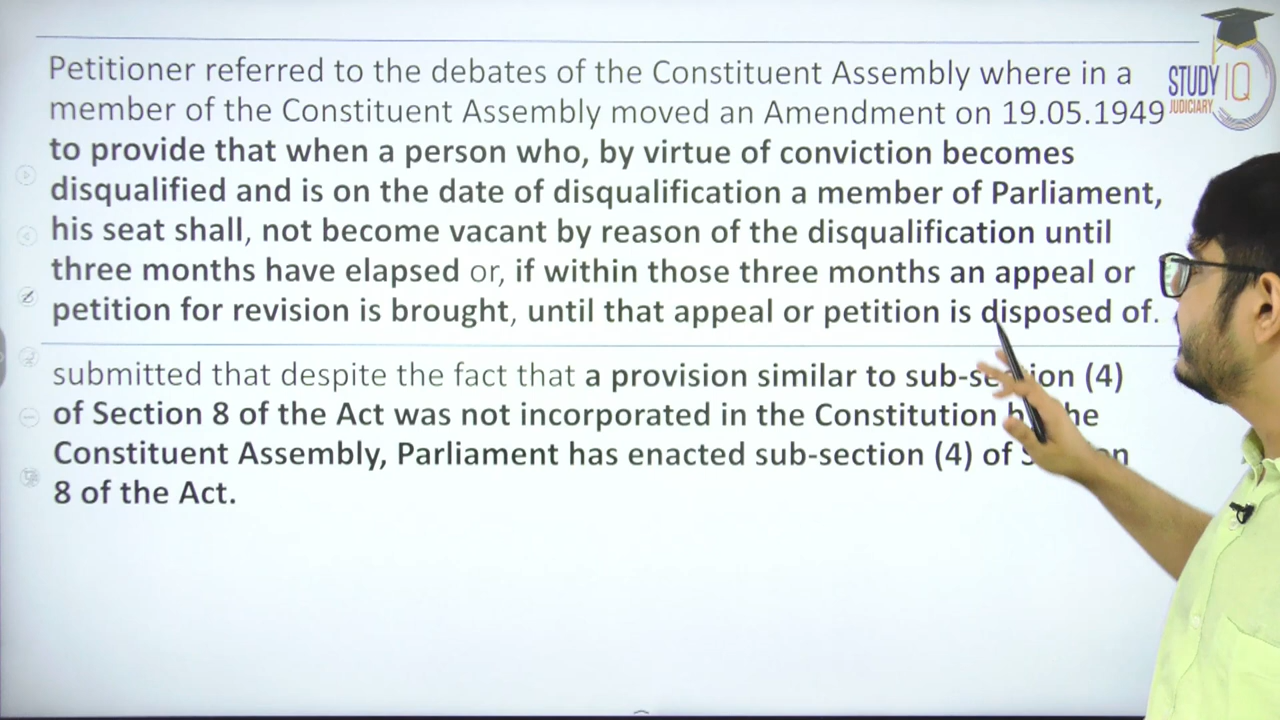 Petitioner referred to the debates of the Constituent Assembly where in a
member of the Constituent Assembly moved an Amendment on 19.05.1949
to provide that when a person who, by virtue of conviction becomes
disqualified and is on the date of disqualification a member of Parliament,
his seat shall, not become vacant by reason of the disqualification until
three months have elapsed or, if within those three months an appeal or
petition for revision is brought, until that appeal or petition is disposed of.
submitted that despite the fact that a provision similar to sub-section (4)
of Section 8 of the Act was not incorporated in the Constitution by the
Constituent Assembly, Parliament has enacted sub-section (4) of Section
8 of the Act.
STUDY IQ
JUDICIARY